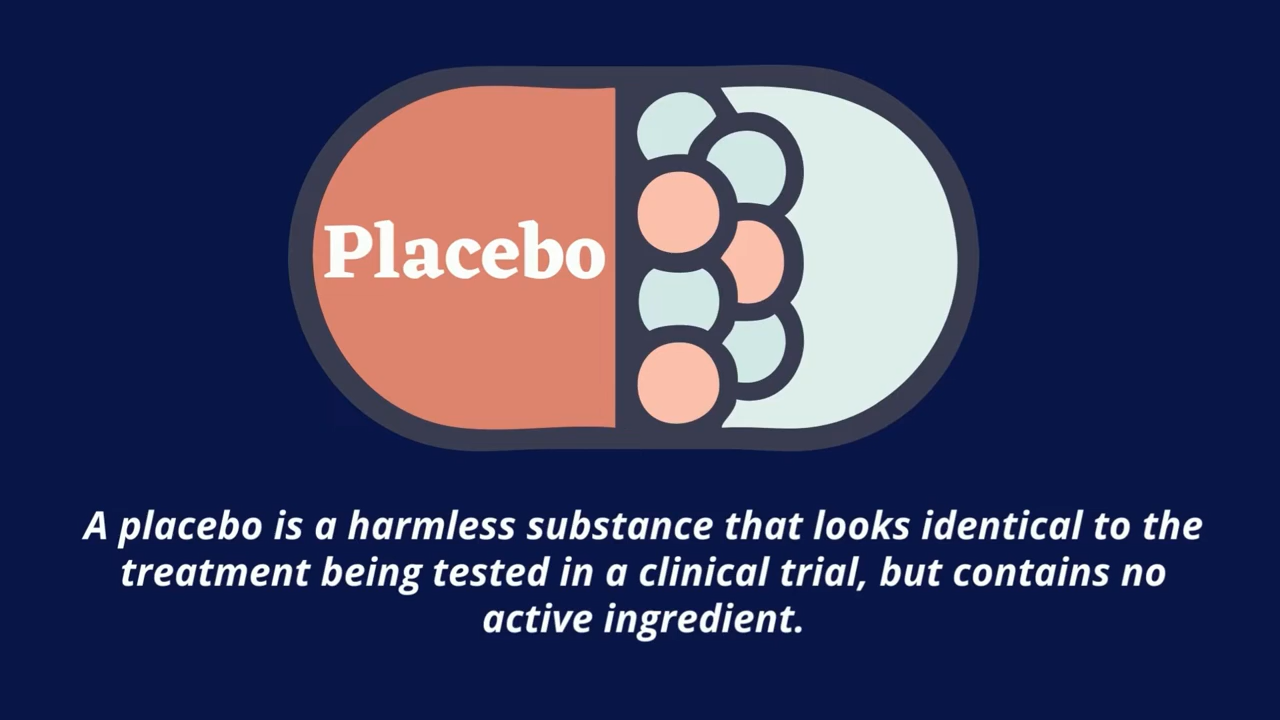 Placebo
A placebo is a harmless substance that looks identical to the
treatment being tested in a clinical trial, but contains no
active ingredient.